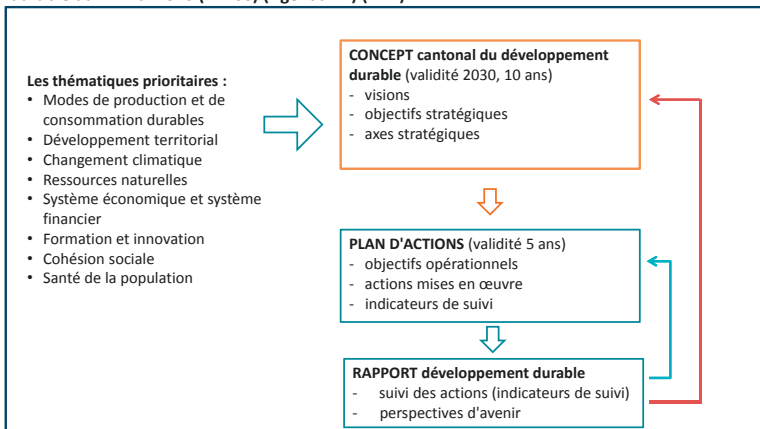 Les thématiques prioritaires :
• Modes de production et de
consommation durables
• Développement territorial
• Changement climatique
• Ressources naturelles
• Système économique et système
financier
• Formation et innovation
• Cohésion sociale
• Santé de la population
CONCEPT cantonal du développement
durable (validité 2030, 10 ans)
- visions
- objectifs stratégiques
- axes stratégiques
PLAN D'ACTIONS (validité 5 ans)
- objectifs opérationnels
- actions mises en œuvre
- indicateurs de suivi
RAPPORT développement durable
- suivi des actions (indicateurs de suivi)
- perspectives d'avenir